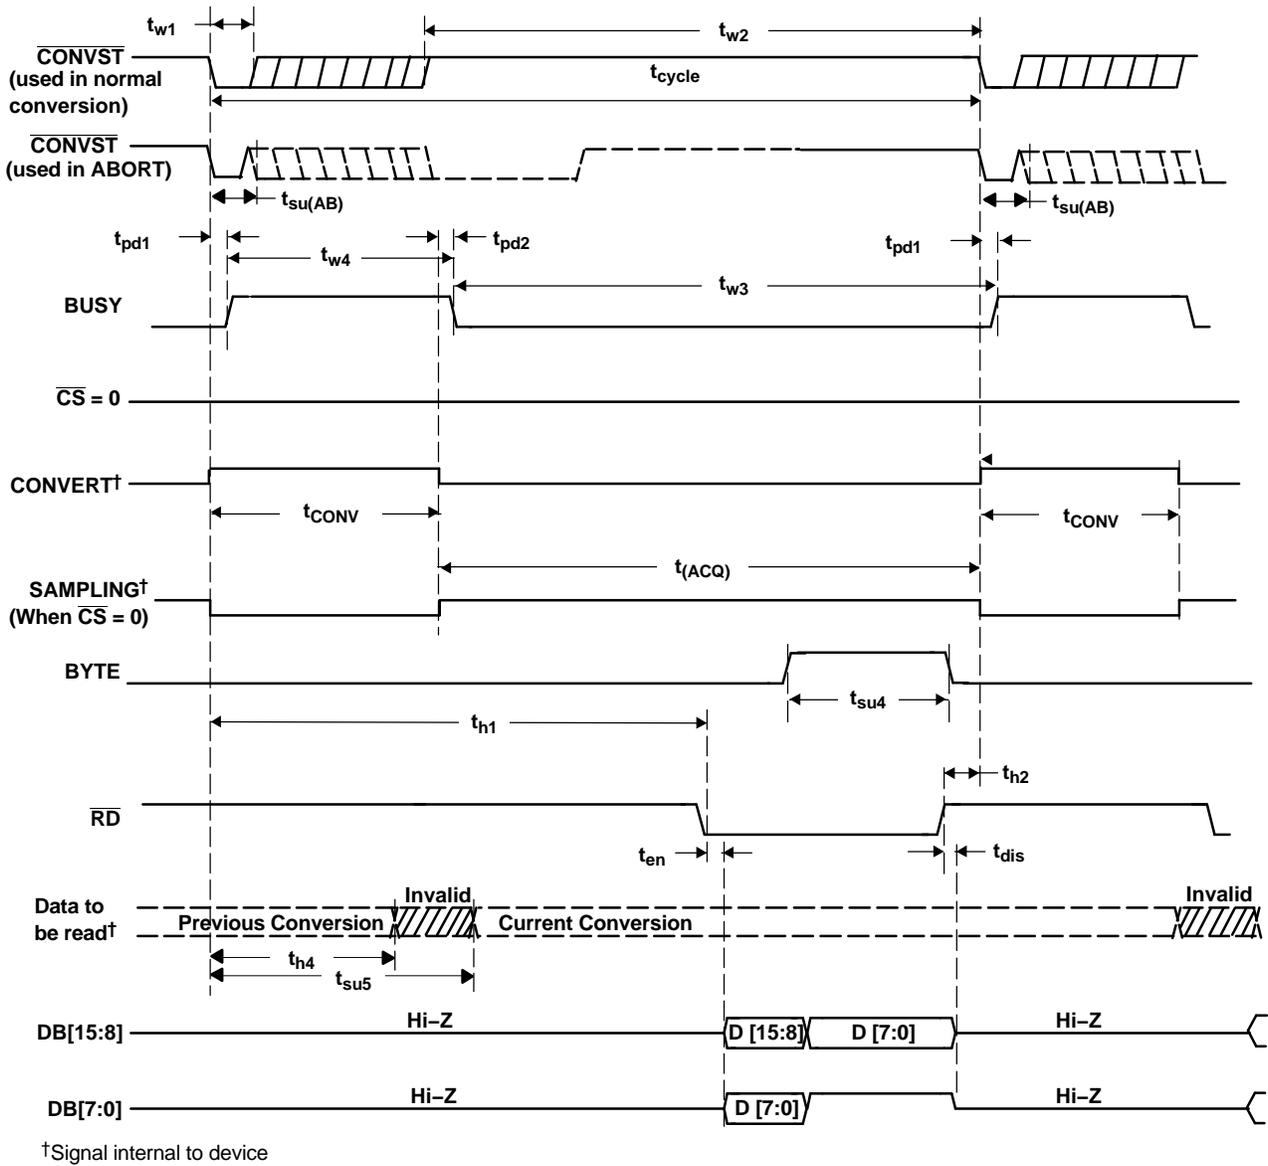 tw1
tw2
CONVST
(used in normal
conversion)
tcycle
CONVST
(used in ABORT)
tsu(AB)
tsu(AB)
tpd1
tpd2
tpd1
tw4
tw3
BUSY
CS = 0
CONVERT†
tCONV
tCONV
t(ACQ)
SAMPLING†
(When CS = 0)
BYTE
tsu4
th1
th2
RD
ten
tdis
Invalid
Invalid
Data to
be read†
Previous Conversion
Current Conversion
th4
tsu5
Hi–Z
Hi–Z
DB[15:8]
D [15:8]
D [7:0]
Hi–Z
Hi–Z
DB[7:0]
D [7:0]
†Signal internal to device